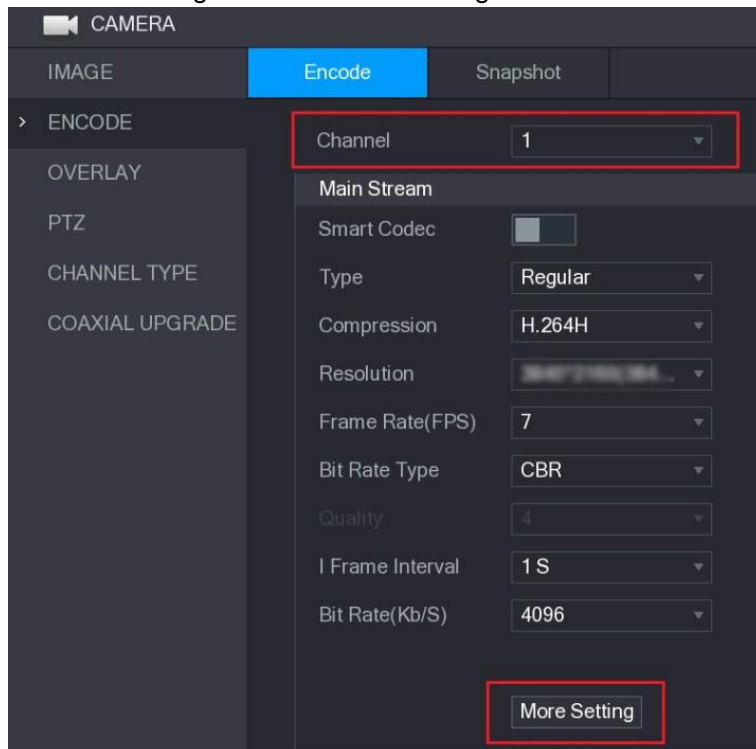 CAMERA
IMAGE
Encode Snapshot
> ENCODE
Channel 1
OVERLAY
Main Stream
PTZ
Smart Codec
CHANNEL TYPE
Type Regular
COAXIAL UPGRADE
Compression H.264H
Resolution
Frame Rate(FPS) 7
Bit Rate Type CBR
Quality 4
I Frame Interval 1 S
Bit Rate(Kb/S) 4096
More Setting